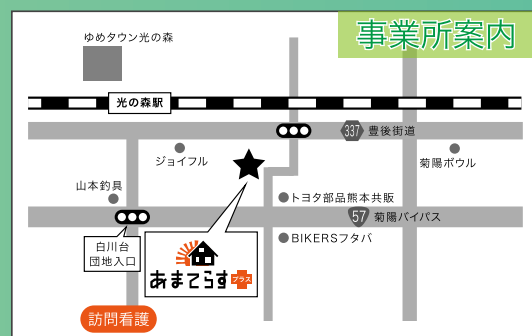 事業所案内
ゆめタウン光の森
光の森駅
337 豊後街道
ジョイフル
菊陽ボウル
山本釣具
トヨタ部品熊本共販
57 菊陽バイパス
白川台
団地入口
BIKERSフタバ
あまてらす プラス
訪問看護